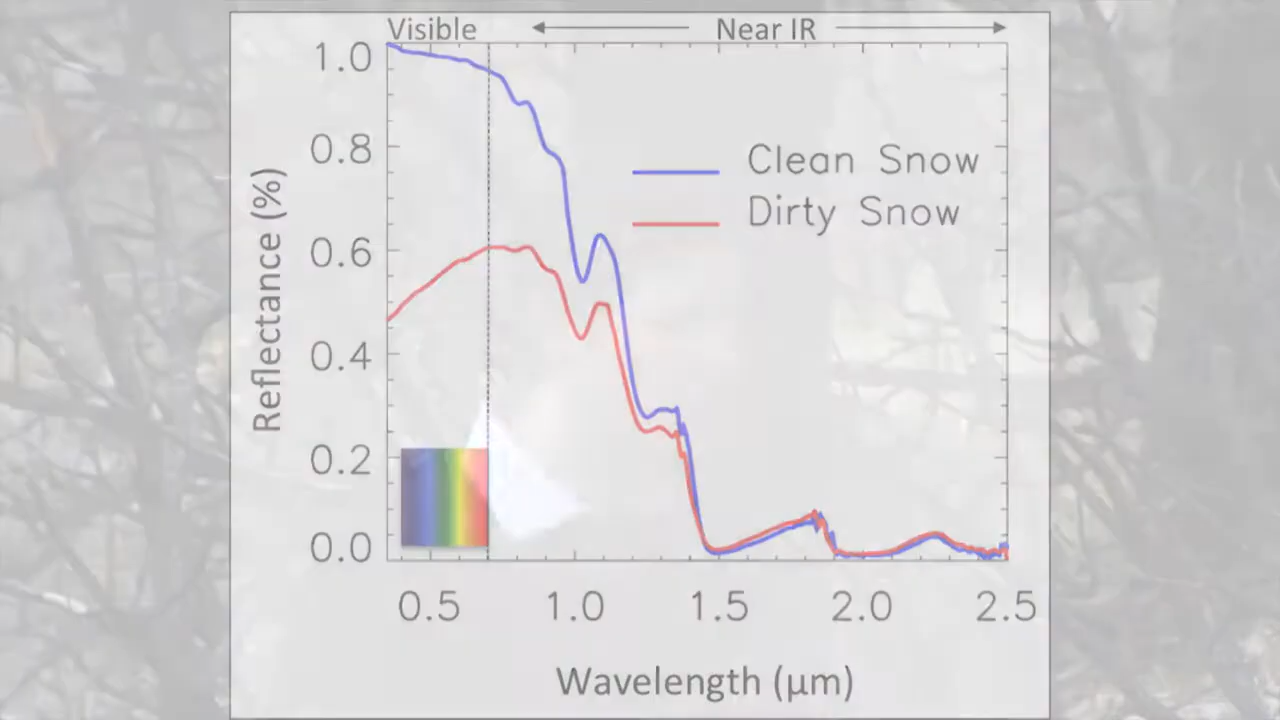 Visible
Near IR
1.0
0.8
0.6
0.4
0.2
0.0
Reflectance (%)
Clean Snow
Dirty Snow
0.5 1.0 1.5 2.0 2.5
Wavelength (μm)